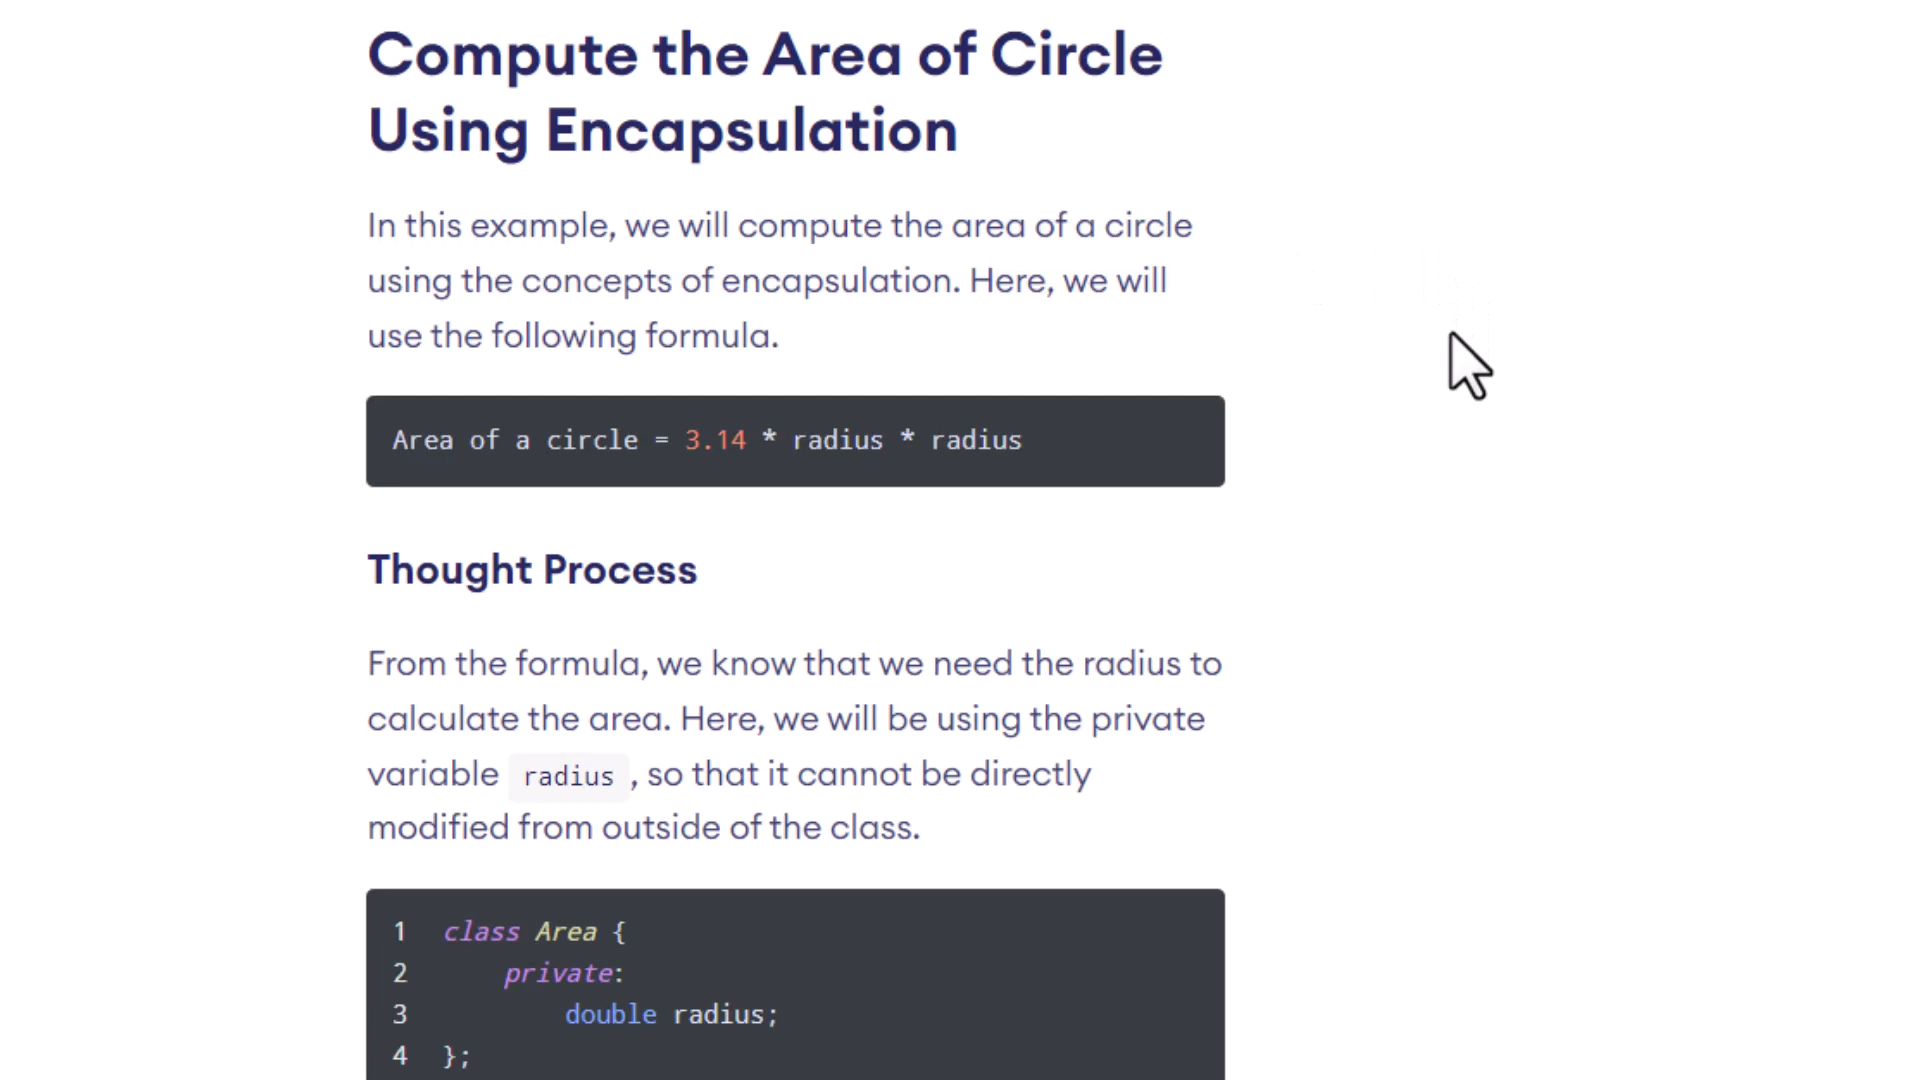 Compute the Area of Circle
Using Encapsulation
In this example, we will compute the area of a circle
using the concepts of encapsulation. Here, we will
use the following formula.
Area of a circle = 3.14 * radius * radius
Thought Process
From the formula, we know that we need the radius to
calculate the area. Here, we will be using the private
variable radius , so that it cannot be directly
modified from outside of the class.
1 class Area {
2 private:
3 double radius;
4 };